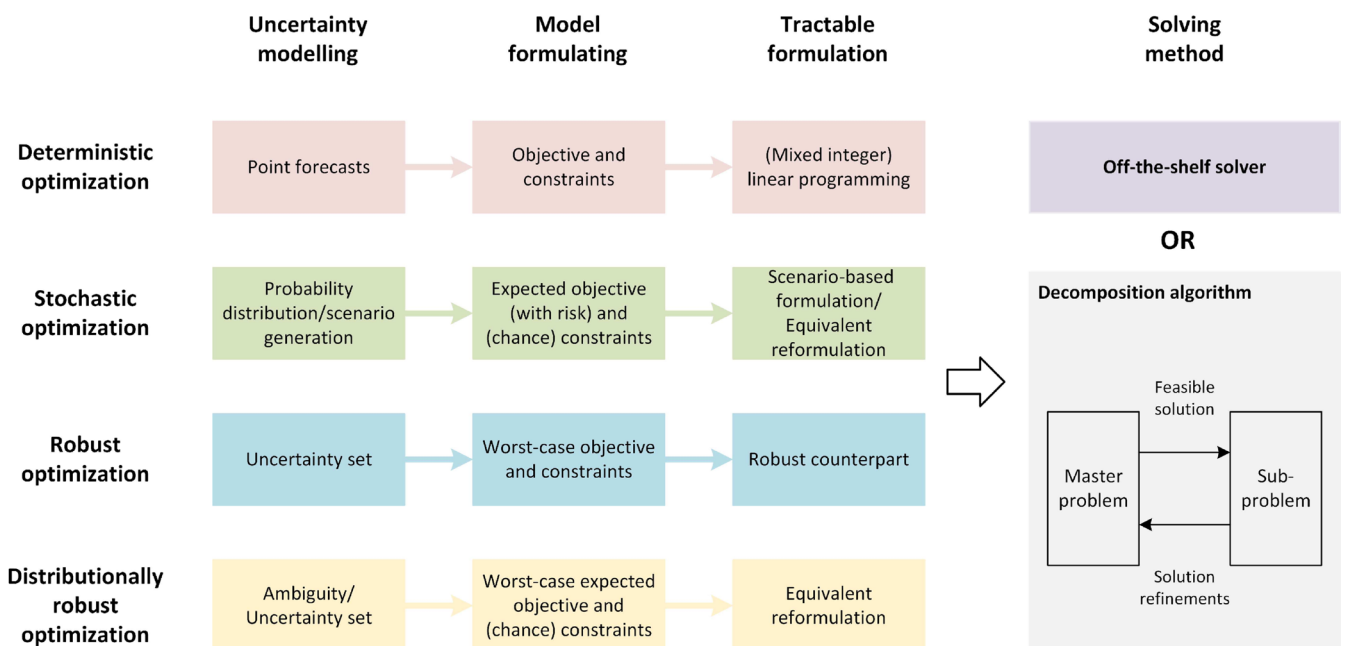 Uncertainty
modelling
Model
formulating
Tractable
formulation
Solving
method
Deterministic
optimization
Point forecasts
Objective and
constraints
(Mixed integer)
linear programming
Off-the-shelf solver
OR
Stochastic
optimization
Probability
distribution/scenario
generation
Expected objective
(with risk) and
(chance) constraints
Scenario-based
formulation/
Equivalent
reformulation
Decomposition algorithm
Feasible
solution
Master
problem
Sub-
problem
Solution
refinements
Robust
optimization
Uncertainty set
Worst-case objective
and constraints
Robust counterpart
Distributionally
robust
optimization
Ambiguity/
Uncertainty set
Worst-case expected
objective and
(chance) constraints
Equivalent
reformulation